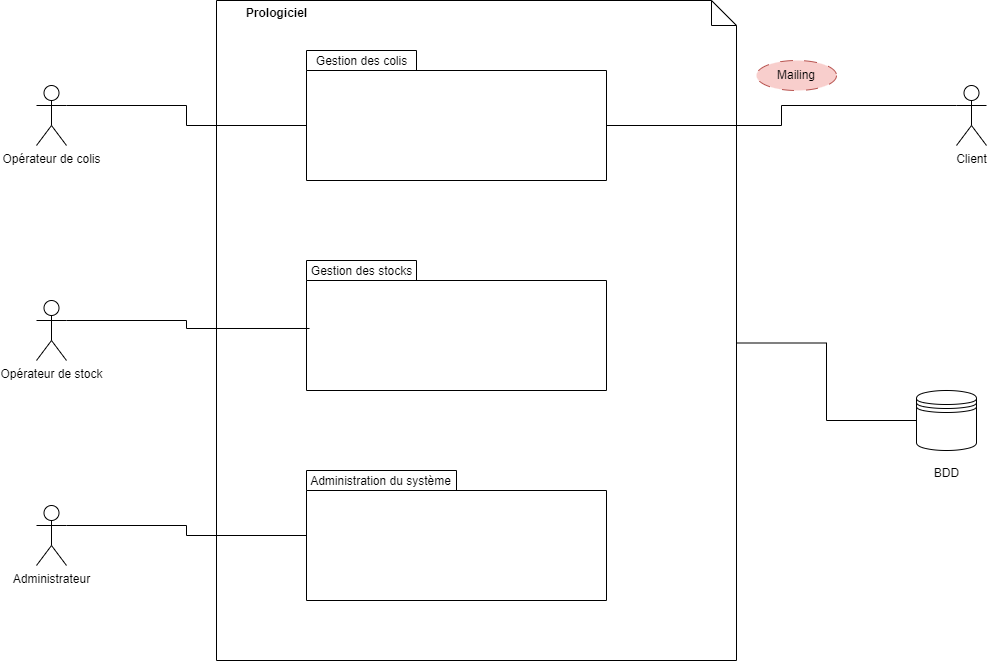 Prologiciel
Gestion des colis
Mailing
Opérateur de colis
Client
Gestion des stocks
Opérateur de stock
BDD
Administration du système
Administrateur